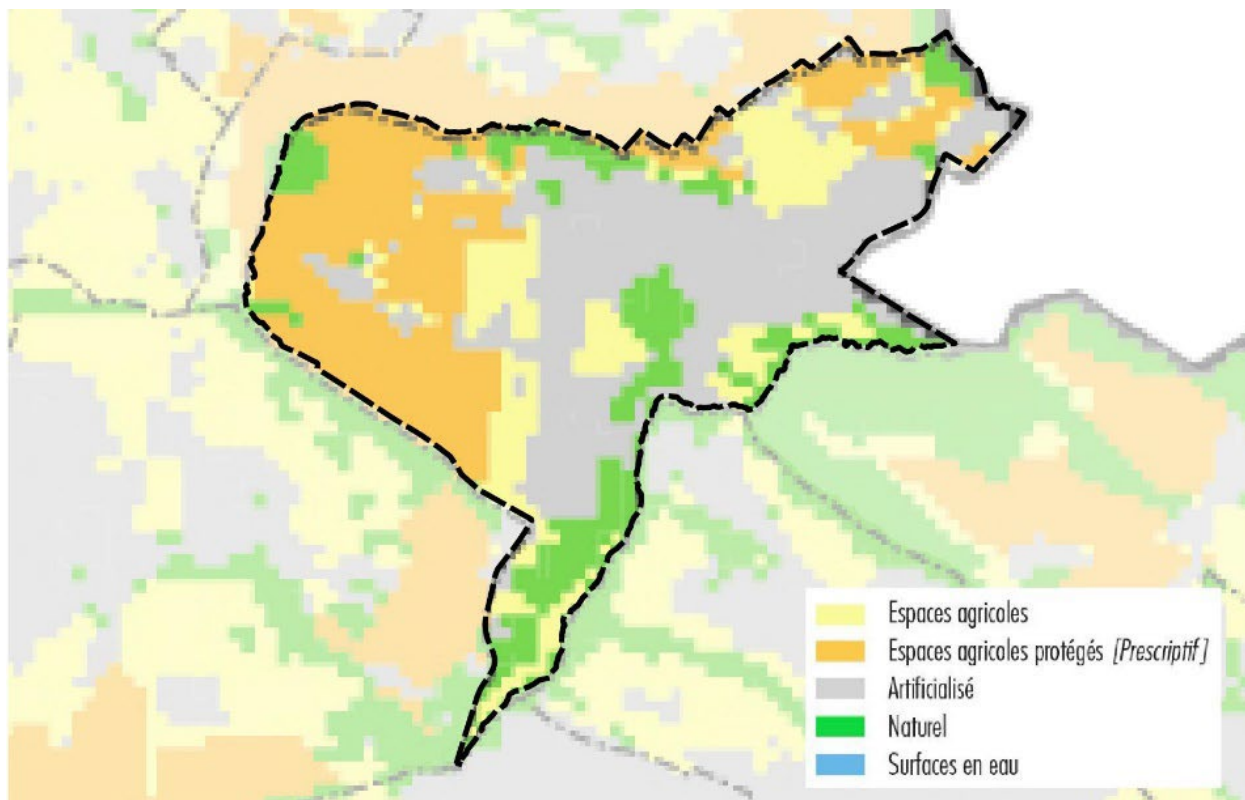 Espaces agricoles
Espaces agricoles protégés [Prescriptif]
Artificialisé
Naturel
Surfaces en eau